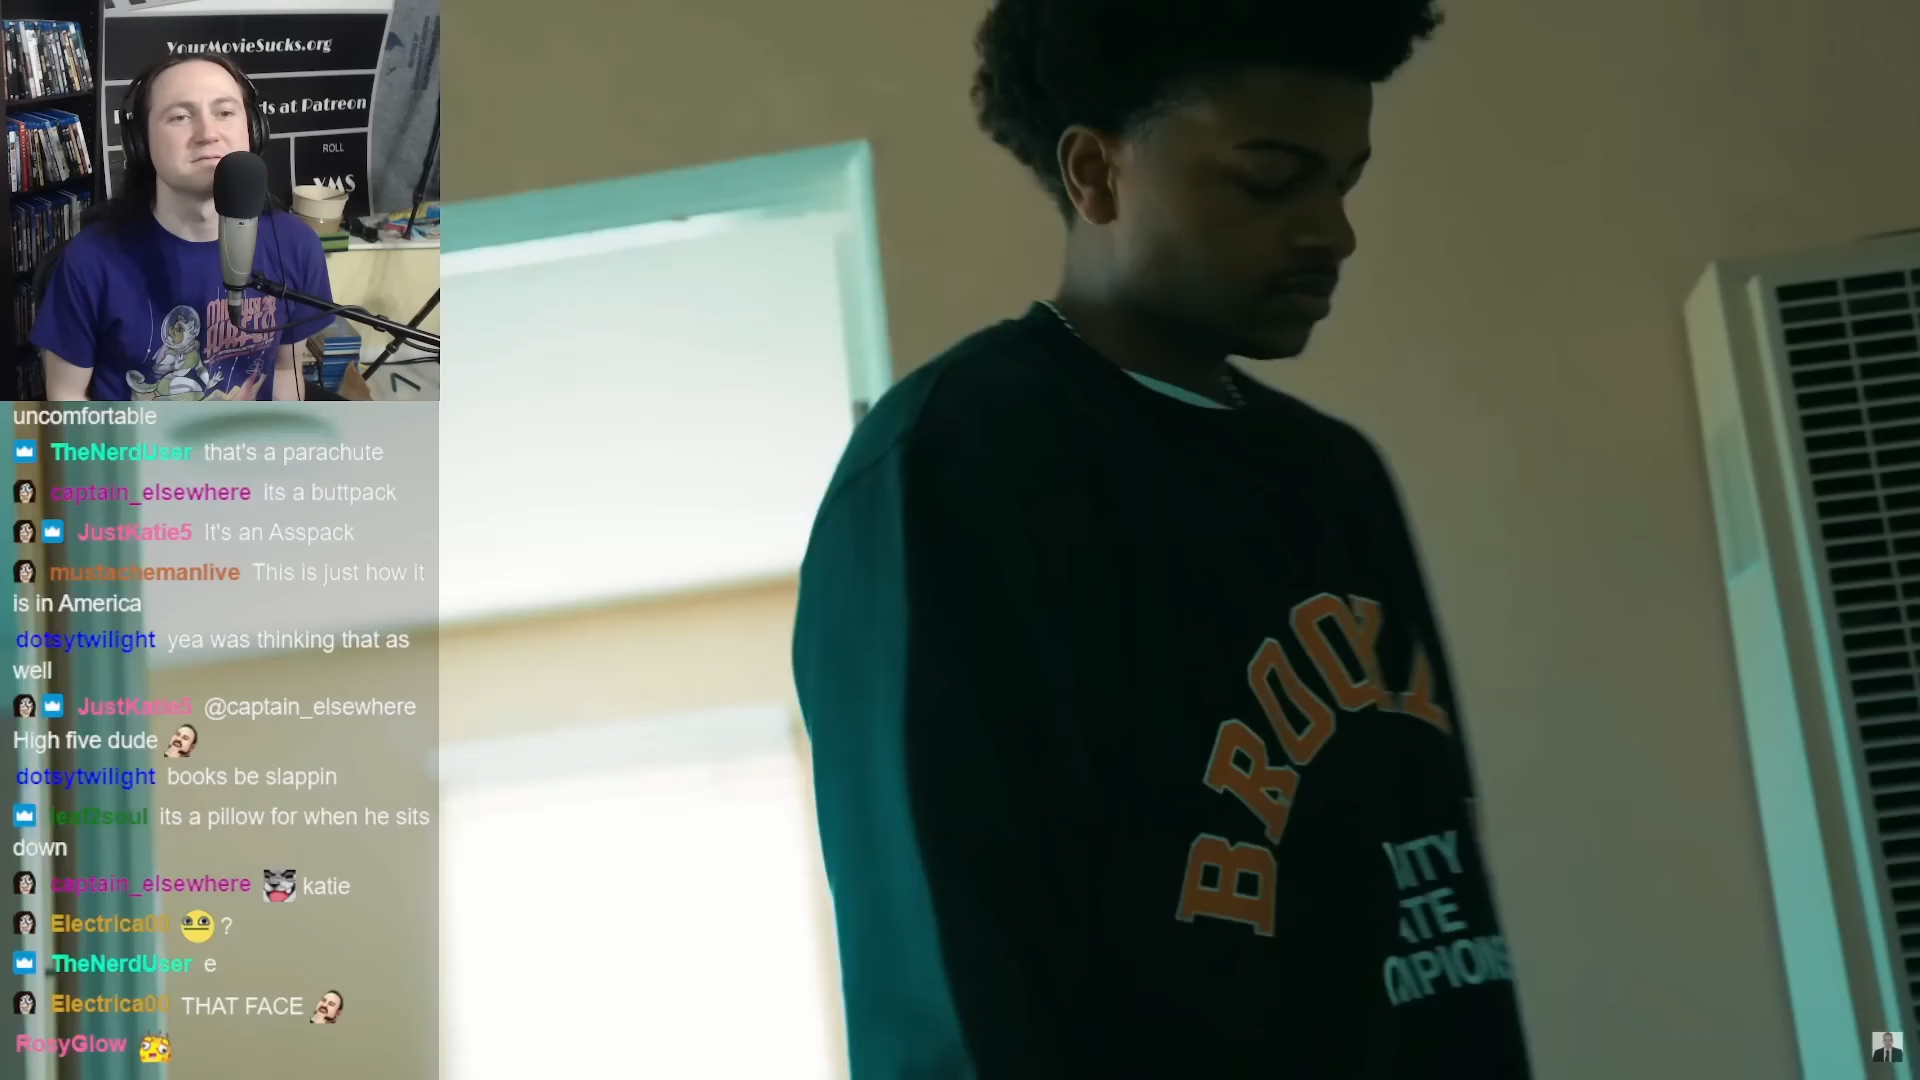 YourMovieSucks.org
ds at Patreon
ROLL
YMS
uncomfortable
TheNerdUser that's a parachute
captain_elsewhere its a buttpack
JustKatie5 It's an Asspack
mustachemanlive This is just how it
is in America
dotsytwilight yea was thinking that as
well
JustKatie5 @captain_elsewhere
High five dude
dotsytwilight books be slappin
leaf2soul its a pillow for when he sits
down
captain_elsewhere katie
Electrica00 ?
TheNerdUser e
Electrica00 THAT FACE
RosyGlow
BROOK
NITY
ATE
MPIONS